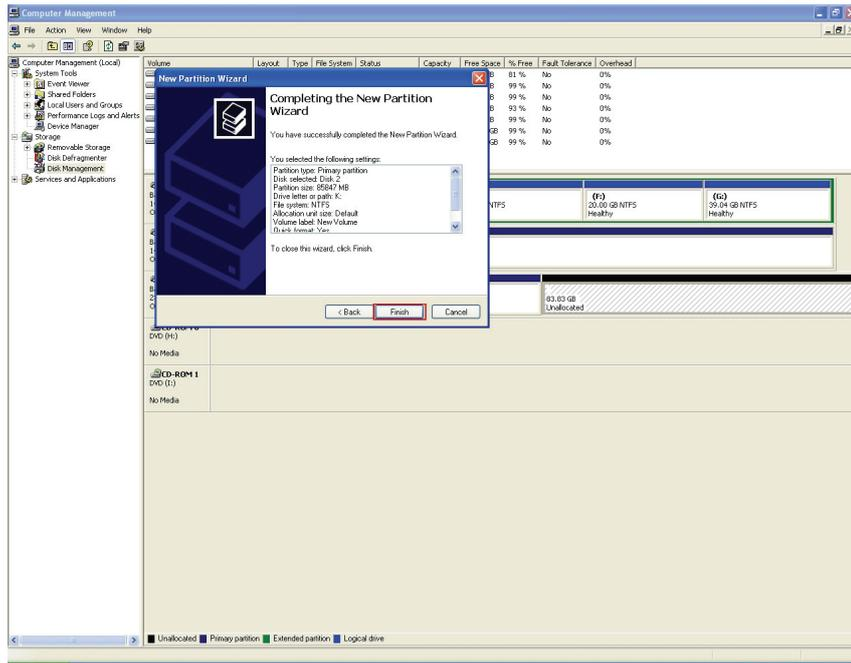 Computer Management
File Action View Window Help
Computer Management (Local)
System Tools
Event Viewer
Shared Folders
Local Users and Groups
Performance Logs and Alerts
Device Manager
Storage
Removable Storage
Disk Defragmenter
Disk Management
Services and Applications
Volume Layout Type File System Status Capacity Free Space % Free Fault Tolerance Overhead
B 81 % No 0%
B 99 % No 0%
B 99 % No 0%
B 93 % No 0%
B 99 % No 0%
GB 99 % No 0%
GB 99 % No 0%
New Partition Wizard
Completing the New Partition
Wizard
You have successfully completed the New Partition Wizard.
You selected the following settings:
Partition type: Primary partition
Disk selected: Disk 2
Partition size: 85847 MB
Drive letter or path: K:
File system: NTFS
Allocation unit size: Default
Volume label: New Volume
Quick format: Yes
To close this wizard, click Finish.
< Back Finish Cancel
NTFS
(F:)
20.00 GB NTFS
Healthy
(G:)
39.04 GB NTFS
Healthy
83.83 GB
Unallocated
CD-ROM 0
DVD (H:)
No Media
CD-ROM 1
DVD (I:)
No Media
Unallocated Primary partition Extended partition Logical drive